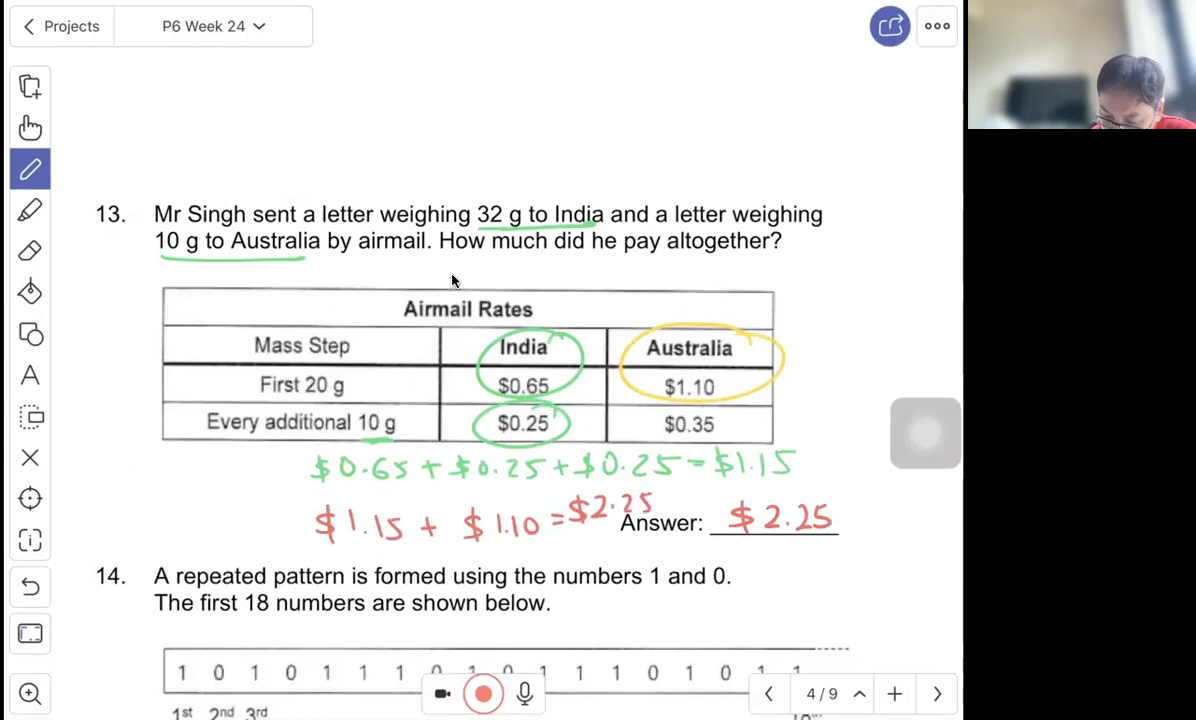 Projects
P6 Week 24
13. Mr Singh sent a letter weighing 32 g to India and a letter weighing
10 g to Australia by airmail. How much did he pay altogether?
Airmail Rates
Mass Step India Australia
First 20 g $0.65 $1.10
Every additional 10 g $0.25 $0.35
$0.65 + $0.25 + $0.25 = $1.15
$1.15 + $1.10 = $2.25
Answer: $2.25
14. A repeated pattern is formed using the numbers 1 and 0.
The first 18 numbers are shown below.
1 0 1 0 1 1 1 0 1 0 1 1 1 0 1 0 1 1
1st 2nd 3rd
4 / 9